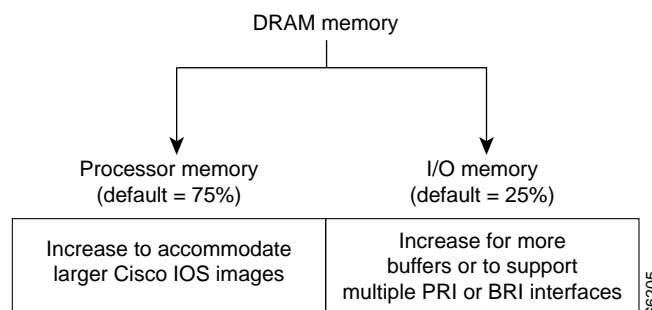 DRAM memory
Processor memory
(default = 75%)
I/O memory
(default = 25%)
Increase to accommodate
larger Cisco IOS images
Increase for more
buffers or to support
multiple PRI or BRI interfaces